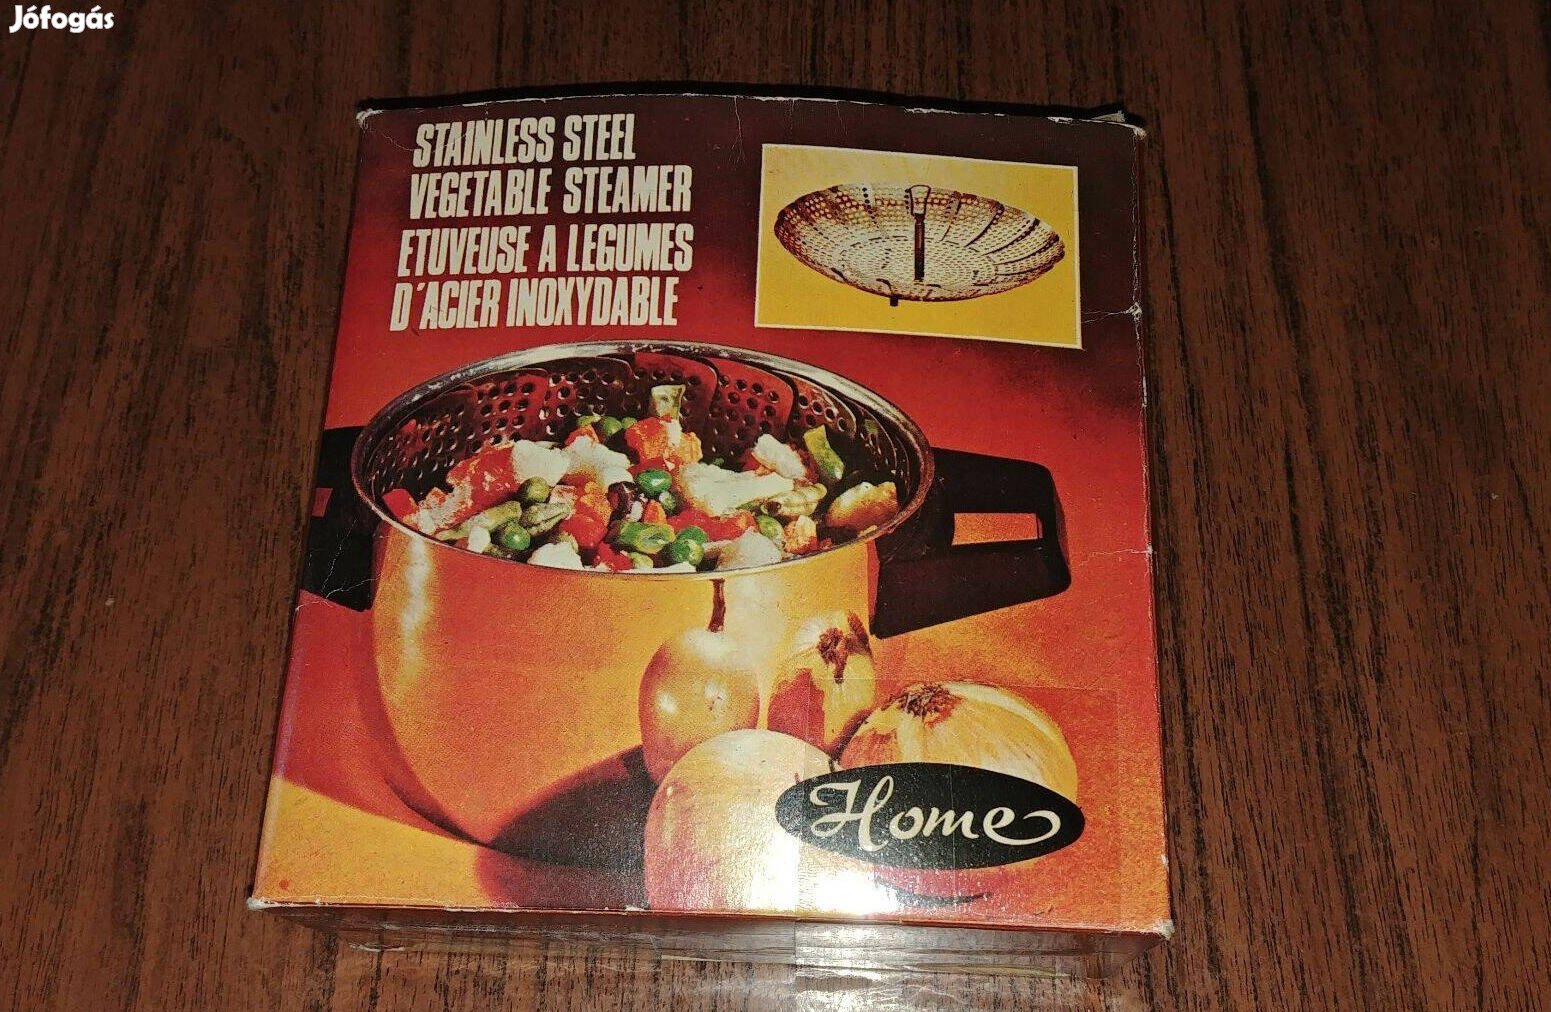 Jófogás
STAINLESS STEEL
VEGETABLE STEAMER
ETUVEUSE A LEGUMES
D'ACIER INOXYDABLE
Home